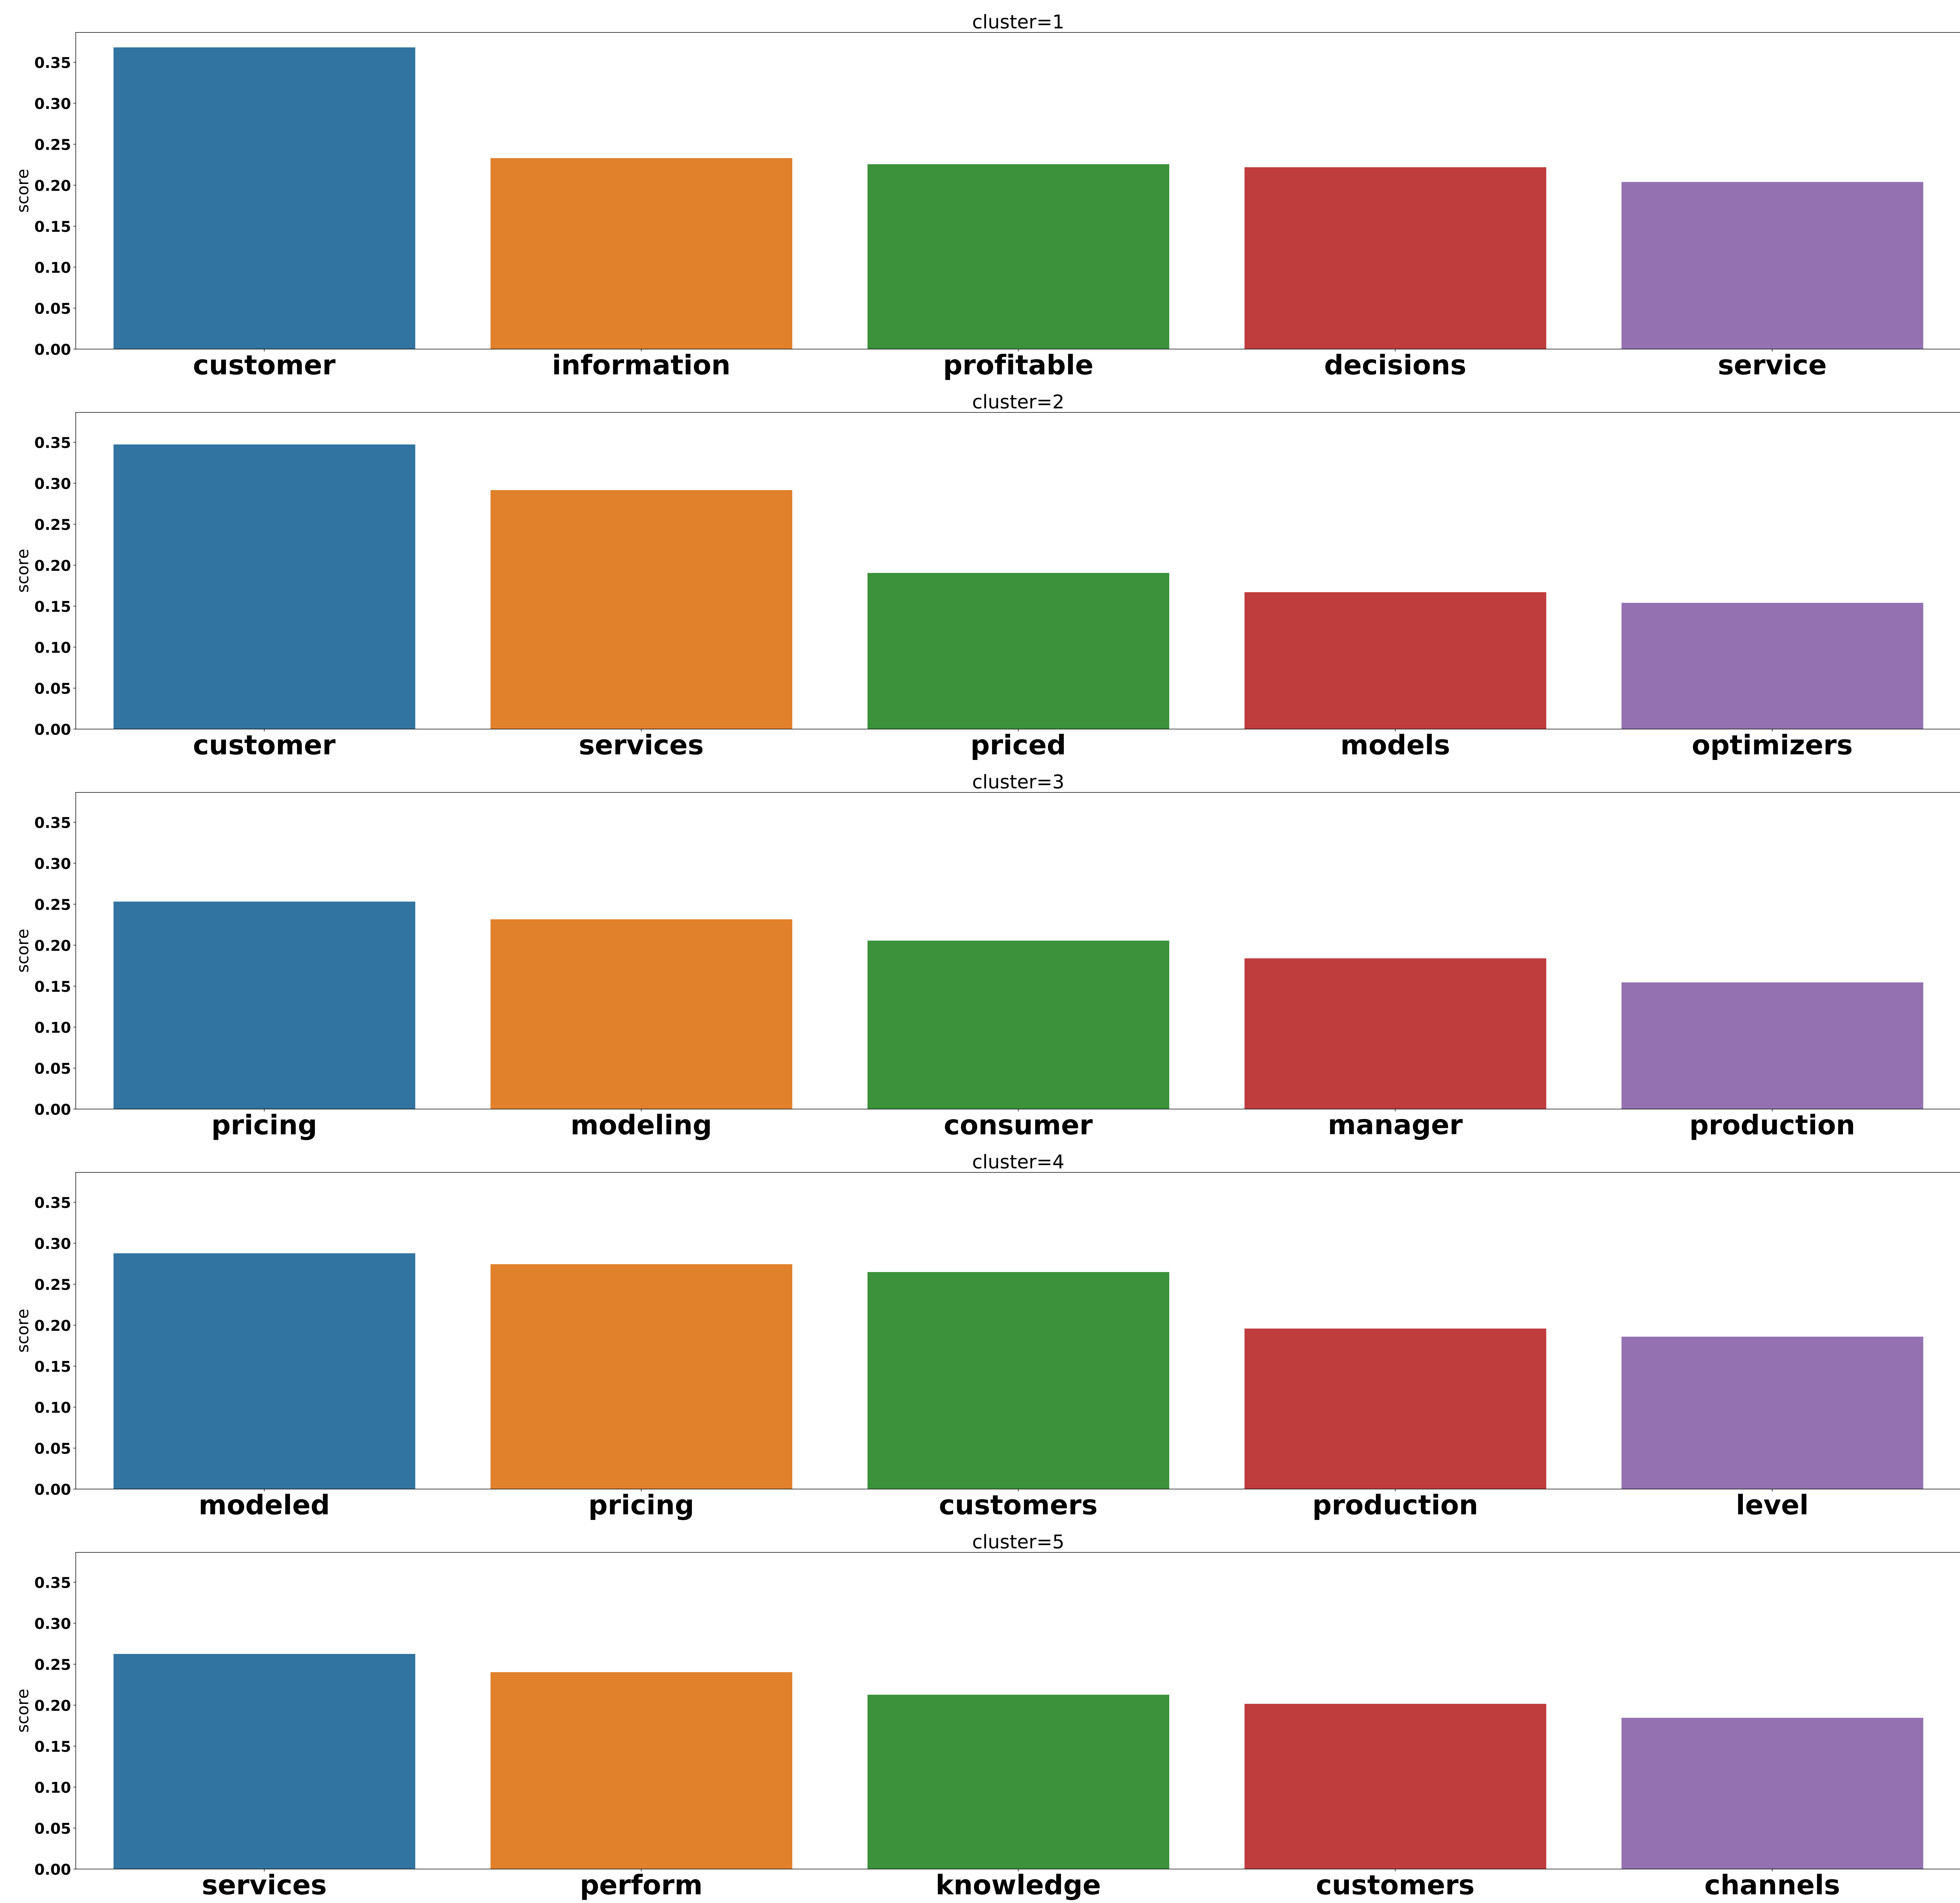 cluster=1
score
0.35
0.30
0.25
0.20
0.15
0.10
0.05
0.00
customer information profitable decisions service
cluster=2
score
0.35
0.30
0.25
0.20
0.15
0.10
0.05
0.00
customer services priced models optimizers
cluster=3
score
0.35
0.30
0.25
0.20
0.15
0.10
0.05
0.00
pricing modeling consumer manager production
cluster=4
score
0.35
0.30
0.25
0.20
0.15
0.10
0.05
0.00
modeled pricing customers production level
cluster=5
score
0.35
0.30
0.25
0.20
0.15
0.10
0.05
0.00
services perform knowledge customers channels